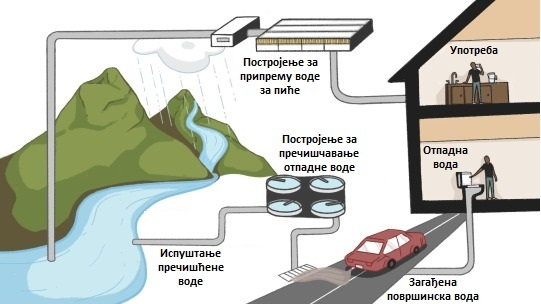 Постројење за
припрему воде
за пиће
Употреба
Постројење за
пречишчавање
отпадне воде
Отпадна
вода
Испуштање
пречишћене
воде
Загађена
површинска вода